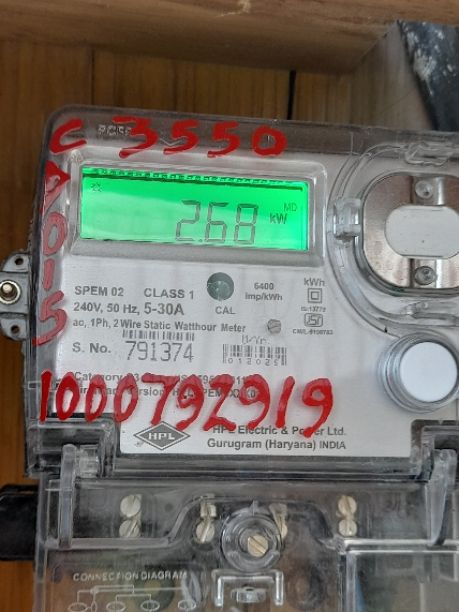 C 3550
2.68 MD kW
SPEM 02 CLASS 1
240V, 50 Hz, 5-30A
ac, 1Ph, 2 Wire Static Watthour Meter
CAL
6400
imp/kWh
kWh
S. No. 791374
012025
1000792919
HPL
HPL Electric & Power Ltd.
Gurugram (Haryana) INDIA
CONNECTION DIAGRAM